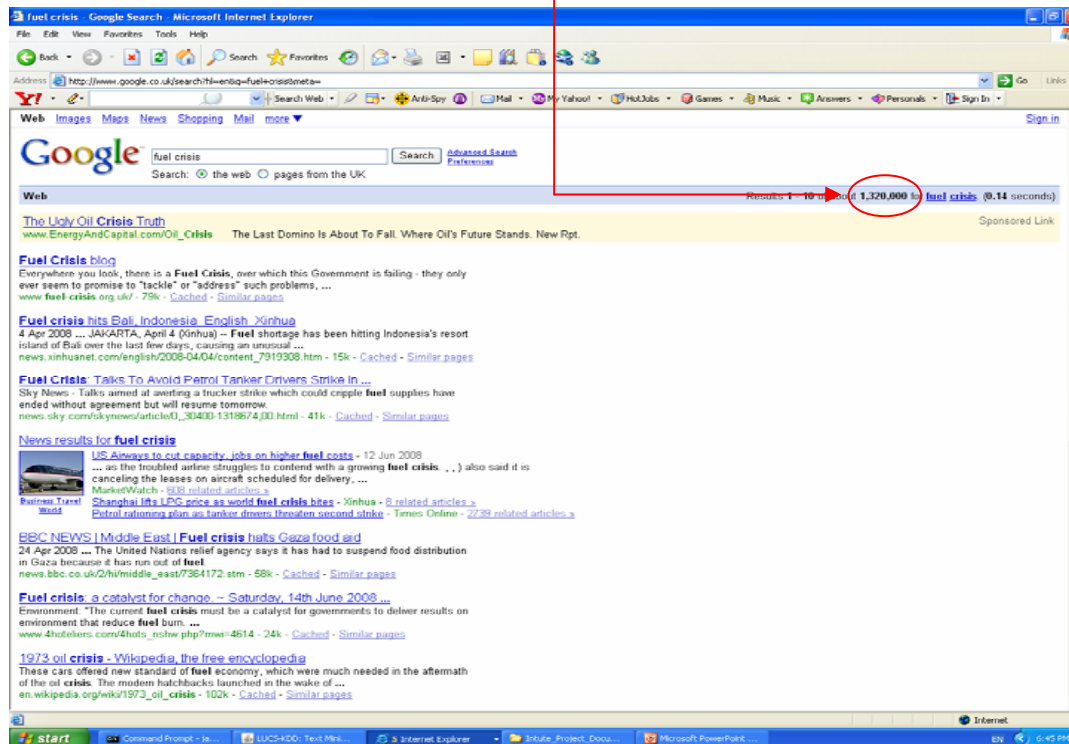 fuel crisis - Google Search - Microsoft Internet Explorer
File Edit View Favorites Tools Help
Back Search Favorites
Address http://www.google.co.uk/search?hl=en&q=fuel+crisis&meta= Go Links
Y! Search Web Anti-Spy Mail My Yahoo! HotJobs Games Music Answers Personals Sign In
Web Images Maps News Shopping Mail more Sign in
Google fuel crisis Search Advanced Search
Preferences
Search: the web pages from the UK
Web Results 1 - 10 of about 1,320,000 for fuel crisis. (0.14 seconds)
The Ugly Oil Crisis Truth Sponsored Link
www.EnergyAndCapital.com/Oil_Crisis The Last Domino Is About To Fall. Where Oil's Future Stands. New Rpt.
Fuel Crisis blog
Everywhere you look, there is a Fuel Crisis, over which this Government is failing - they only
ever seem to promise to "tackle" or "address" such problems, ...
www.fuel-crisis.org.uk/ - 79k - Cached - Similar pages
Fuel crisis hits Bali, Indonesia_English_Xinhua
4 Apr 2008 ... JAKARTA, April 4 (Xinhua) -- Fuel shortage has been hitting Indonesia's resort
island of Bali over the last few days, causing an unusual ...
news.xinhuanet.com/english/2008-04/04/content_7919308.htm - 15k - Cached - Similar pages
Fuel Crisis: Talks To Avoid Petrol Tanker Drivers Strike In ...
Sky News - Talks aimed at averting a trucker strike which could cripple fuel supplies have
ended without agreement but will resume tomorrow.
news.sky.com/skynews/article/0,,30400-1318674,00.html - 41k - Cached - Similar pages
News results for fuel crisis
US Airways to cut capacity, jobs on higher fuel costs - 12 Jun 2008
... as the troubled airline struggles to contend with a growing fuel crisis. , , ) also said it is
canceling the leases on aircraft scheduled for delivery, ...
MarketWatch - 608 related articles »
Business Travel
World
Shanghai lifts LPG price as world fuel crisis bites - Xinhua - 8 related articles »
Petrol rationing plan as tanker drivers threaten second strike - Times Online - 2739 related articles »
BBC NEWS | Middle East | Fuel crisis halts Gaza food aid
24 Apr 2008 ... The United Nations relief agency says it has had to suspend food distribution
in Gaza because it has run out of fuel.
news.bbc.co.uk/2/hi/middle_east/7364172.stm - 58k - Cached - Similar pages
Fuel crisis: a catalyst for change. ~ Saturday, 14th June 2008 ...
Environment: "The current fuel crisis must be a catalyst for governments to deliver results on
environment that reduce fuel burn. ...
www.4hotelers.com/4hots_nshw.php?mwi=4614 - 24k - Cached - Similar pages
1973 oil crisis - Wikipedia, the free encyclopedia
These cars offered new standard of fuel economy, which were much needed in the aftermath
of the oil crisis. The modern hatchbacks launched in the wake of ...
en.wikipedia.org/wiki/1973_oil_crisis - 102k - Cached - Similar pages
Internet
start Command Prompt - ja... LUCS-KDD: Text Mini... 5 Internet Explorer Intute_Project_Docu... Microsoft PowerPoint ... EN 6:45 PM